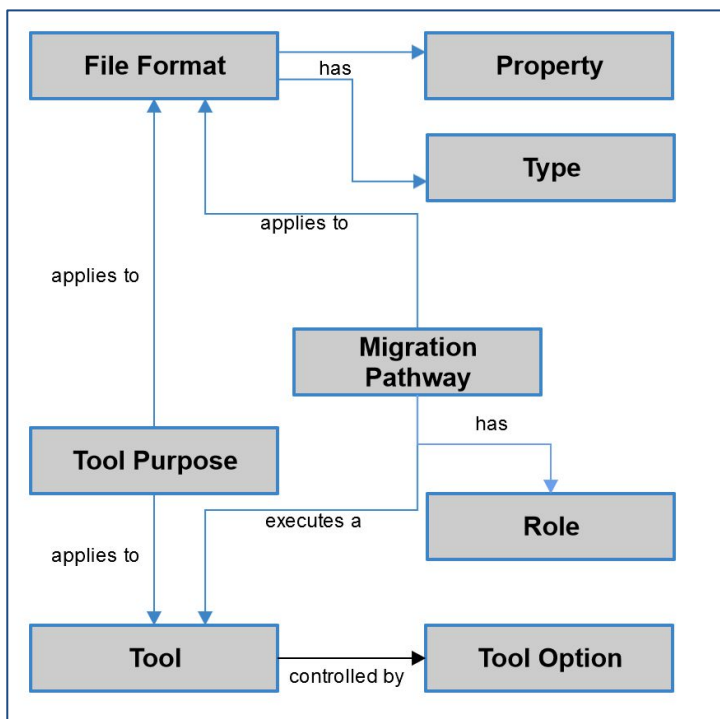 File Format
has
Property
Type
applies to
applies to
Migration
Pathway
has
Tool Purpose
executes a
Role
applies to
Tool
controlled by
Tool Option